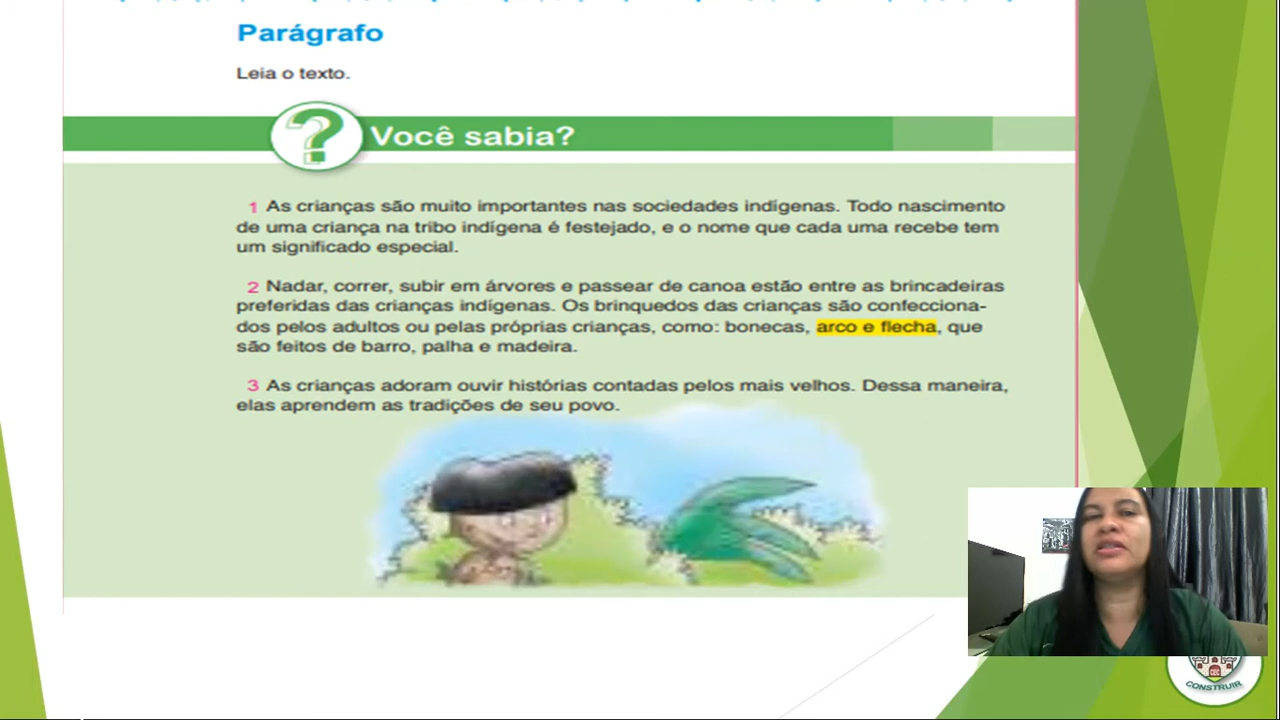 Parágrafo
Leia o texto.
? Você sabia?
1 As crianças são muito importantes nas sociedades indígenas. Todo nascimento
de uma criança na tribo indígena é festejado, e o nome que cada uma recebe tem
um significado especial.
2 Nadar, correr, subir em árvores e passear de canoa estão entre as brincadeiras
preferidas das crianças indígenas. Os brinquedos das crianças são confecciona-
dos pelos adultos ou pelas próprias crianças, como: bonecas, arco e flecha, que
são feitos de barro, palha e madeira.
3 As crianças adoram ouvir histórias contadas pelos mais velhos. Dessa maneira,
elas aprendem as tradições de seu povo.
CONSTRUIR